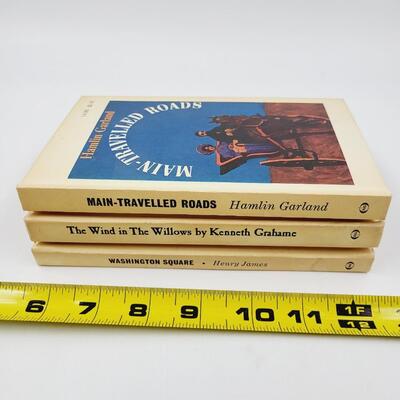 Hamlin Garland
MAIN-TRAVELLED ROADS
MAIN-TRAVELLED ROADS Hamlin Garland
The Wind in The Willows by Kenneth Grahame
WASHINGTON SQUARE • Henry James
6 7 8 9 10 11 1F
12